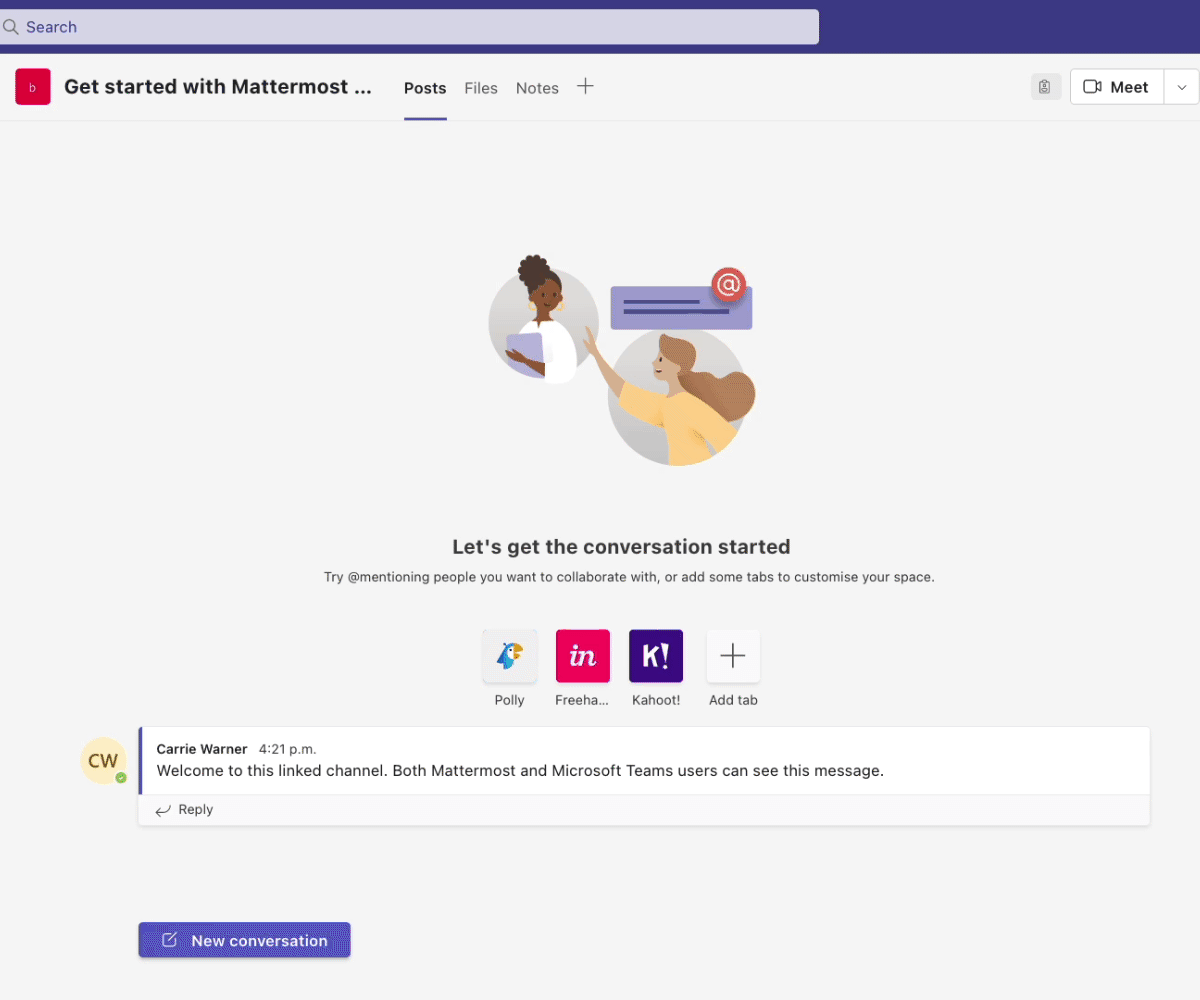 Search
b
Get started with Mattermost ...
Posts Files Notes
Meet
@
Let's get the conversation started
Try @mentioning people you want to collaborate with, or add some tabs to customise your space.
in K!
Polly Freeha... Kahoot! Add tab
CW
Carrie Warner 4:21 p.m.
Welcome to this linked channel. Both Mattermost and Microsoft Teams users can see this message.
Reply
New conversation